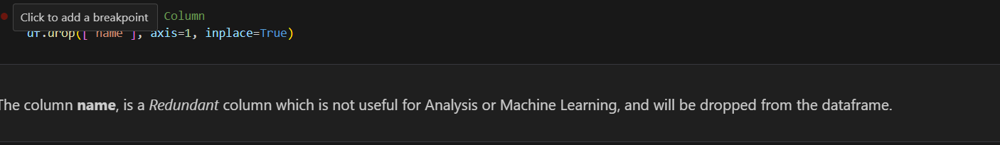 Click to add a breakpoint Column
df.drop(['name'], axis=1, inplace=True)
The column name, is a Redundant column which is not useful for Analysis or Machine Learning, and will be dropped from the dataframe.